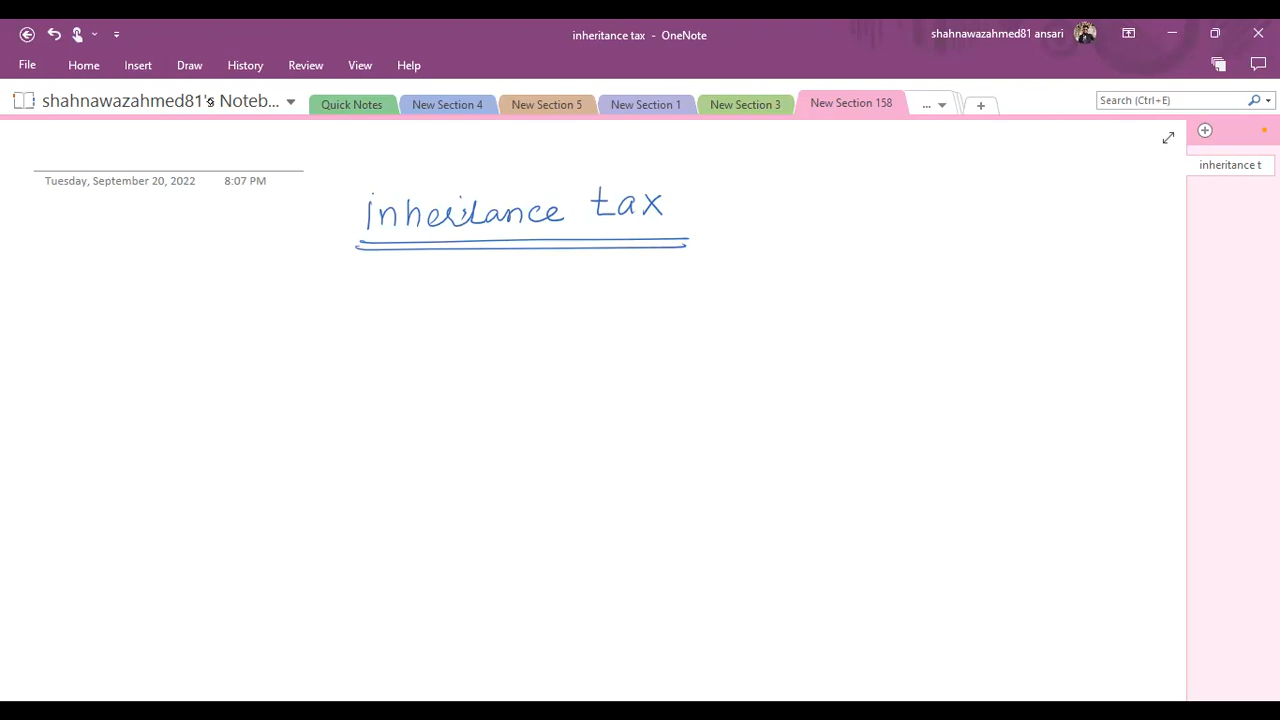 inheritance tax - OneNote
shahnawazahmed81 ansari
File Home Insert Draw History Review View Help
shahnawazahmed81's Noteb...
Quick Notes New Section 4 New Section 5 New Section 1 New Section 3 New Section 158 ...
Search (Ctrl+E)
inheritance t
Tuesday, September 20, 2022 8:07 PM
inheritance tax